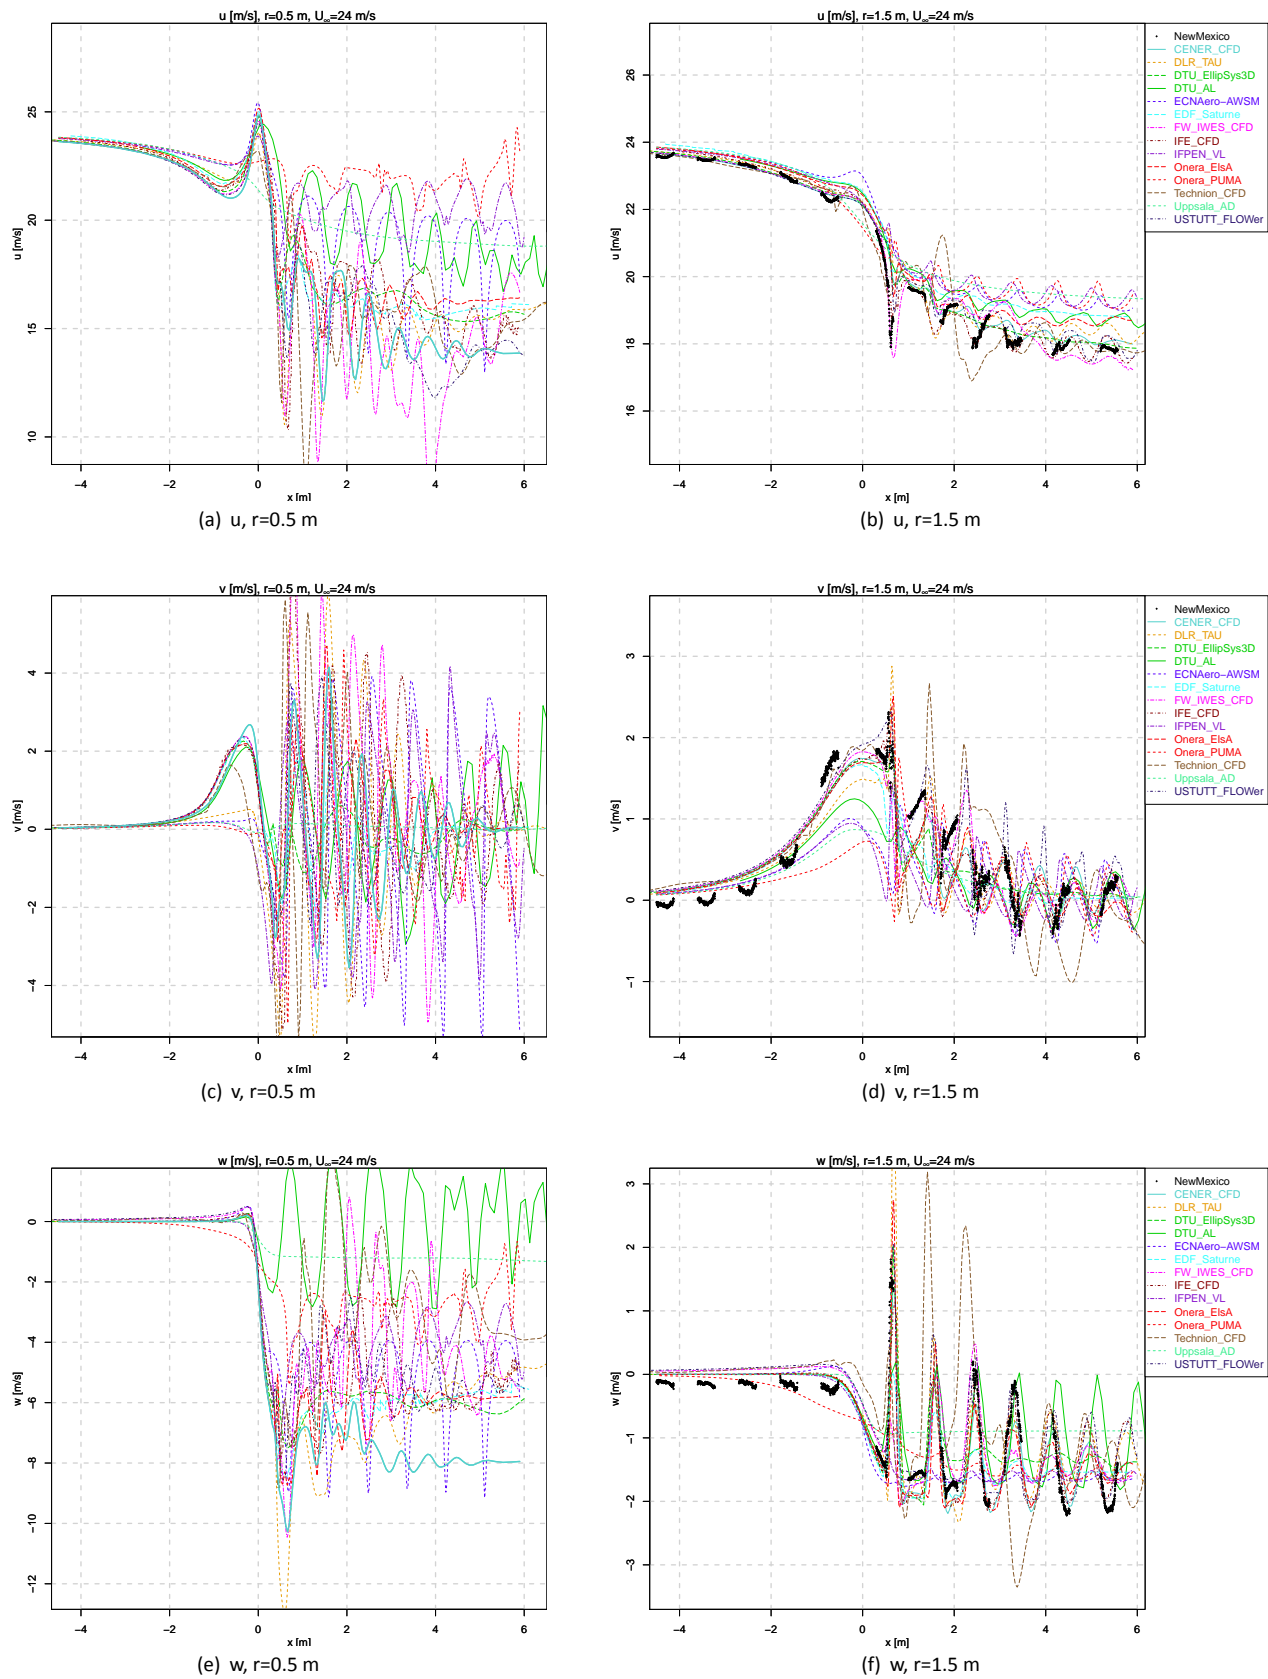 u [m/s], r=0.5 m, U∞=24 m/s
25
20
15
10
u [m/s]
−4 −2 0 2 4 6
x [m]
(a) u, r=0.5 m
u [m/s], r=1.5 m, U∞=24 m/s
26
24
22
20
18
16
u [m/s]
−4 −2 0 2 4 6
x [m]
NewMexico
CENER_CFD
DLR_TAU
DTU_EllipSys3D
DTU_AL
ECNAero−AWSM
EDF_Saturne
FW_IWES_CFD
IFE_CFD
IFPEN_VL
Onera_ElsA
Onera_PUMA
Technion_CFD
Uppsala_AD
USTUTT_FLOWer
(b) u, r=1.5 m
v [m/s], r=0.5 m, U∞=24 m/s
4
2
0
−2
−4
v [m/s]
−4 −2 0 2 4 6
x [m]
(c) v, r=0.5 m
v [m/s], r=1.5 m, U∞=24 m/s
3
2
1
0
−1
v [m/s]
−4 −2 0 2 4 6
x [m]
NewMexico
CENER_CFD
DLR_TAU
DTU_EllipSys3D
DTU_AL
ECNAero−AWSM
EDF_Saturne
FW_IWES_CFD
IFE_CFD
IFPEN_VL
Onera_ElsA
Onera_PUMA
Technion_CFD
Uppsala_AD
USTUTT_FLOWer
(d) v, r=1.5 m
w [m/s], r=0.5 m, U∞=24 m/s
0
−2
−4
−6
−8
−10
−12
w [m/s]
−4 −2 0 2 4 6
x [m]
(e) w, r=0.5 m
w [m/s], r=1.5 m, U∞=24 m/s
3
2
1
0
−1
−2
−3
w [m/s]
−4 −2 0 2 4 6
x [m]
NewMexico
CENER_CFD
DLR_TAU
DTU_EllipSys3D
DTU_AL
ECNAero−AWSM
EDF_Saturne
FW_IWES_CFD
IFE_CFD
IFPEN_VL
Onera_ElsA
Onera_PUMA
Technion_CFD
Uppsala_AD
USTUTT_FLOWer
(f) w, r=1.5 m